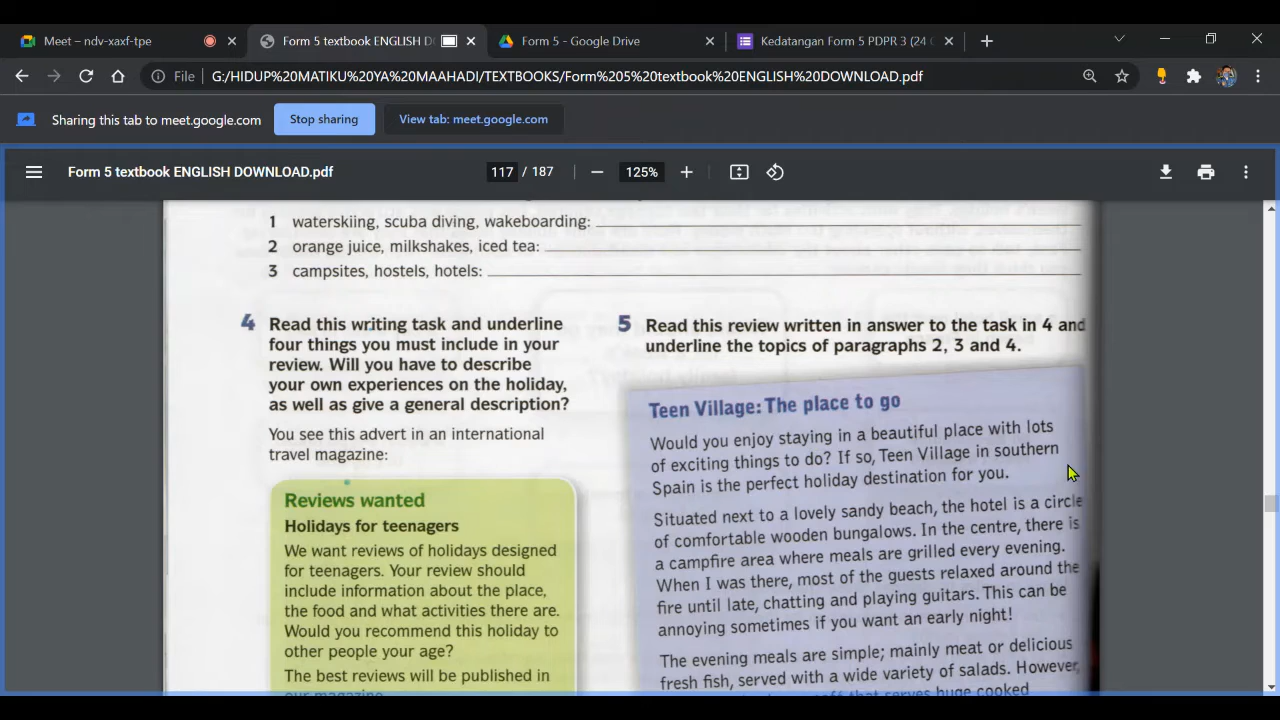 Meet – ndv-xaxf-tpe
Form 5 textbook ENGLISH D
Form 5 - Google Drive
Kedatangan Form 5 PDPR 3 (24 
File
G:/HIDUP%20MATIKU%20YA%20MAAHADI/TEXTBOOKS/Form%205%20textbook%20ENGLISH%20DOWNLOAD.pdf
Sharing this tab to meet.google.com
Stop sharing
View tab: meet.google.com
Form 5 textbook ENGLISH DOWNLOAD.pdf
117 / 187
125%
1 waterskiing, scuba diving, wakeboarding:
2 orange juice, milkshakes, iced tea:
3 campsites, hostels, hotels:
4 Read this writing task and underline
four things you must include in your
review. Will you have to describe
your own experiences on the holiday,
as well as give a general description?
You see this advert in an international
travel magazine:
Reviews wanted
Holidays for teenagers
We want reviews of holidays designed
for teenagers. Your review should
include information about the place,
the food and what activities there are.
Would you recommend this holiday to
other people your age?
The best reviews will be published in
our magazine
5 Read this review written in answer to the task in 4 and
underline the topics of paragraphs 2, 3 and 4.
Teen Village: The place to go
Would you enjoy staying in a beautiful place with lots
of exciting things to do? If so, Teen Village in southern
Spain is the perfect holiday destination for you.
Situated next to a lovely sandy beach, the hotel is a circle
of comfortable wooden bungalows. In the centre, there is
a campfire area where meals are grilled every evening.
When I was there, most of the guests relaxed around the
fire until late, chatting and playing guitars. This can be
annoying sometimes if you want an early night!
The evening meals are simple; mainly meat or delicious
fresh fish, served with a wide variety of salads. However,
that serves huge cooked